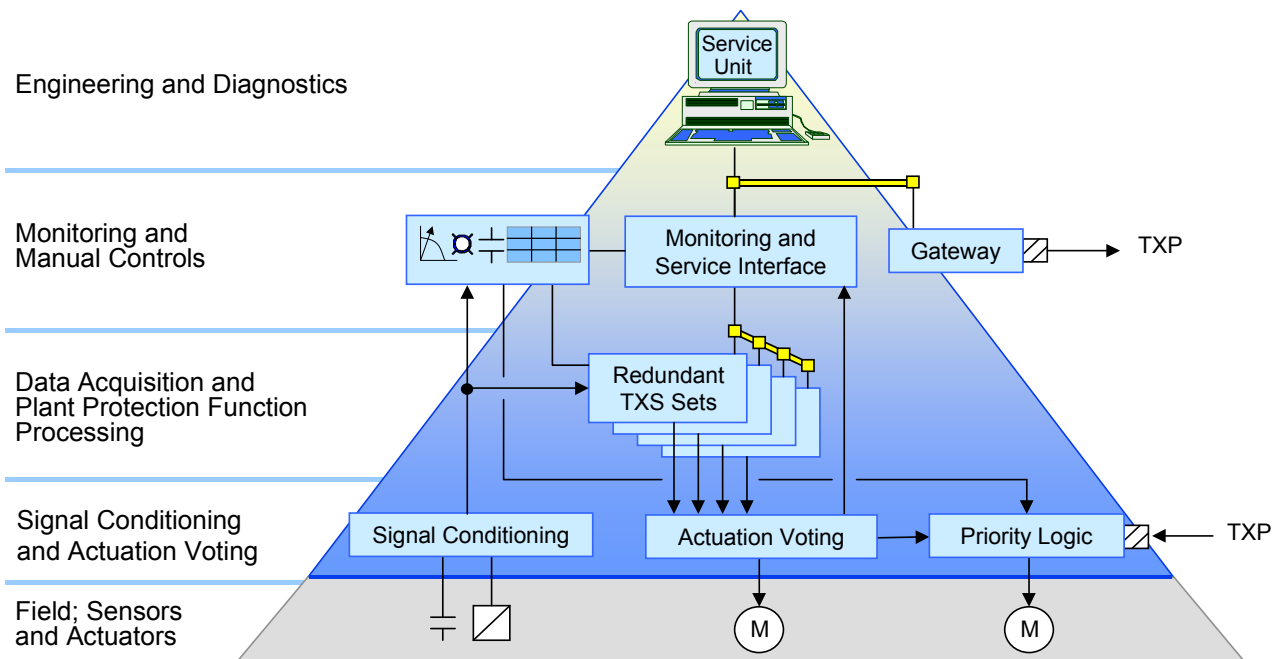 Engineering and Diagnostics
Service
Unit
Monitoring and
Manual Controls
Monitoring and
Service Interface
Gateway
TXP
Data Acquisition and
Plant Protection Function
Processing
Redundant
TXS Sets
Signal Conditioning
and Actuation Voting
Signal Conditioning
Actuation Voting
Priority Logic
TXP
Field; Sensors
and Actuators
M
M